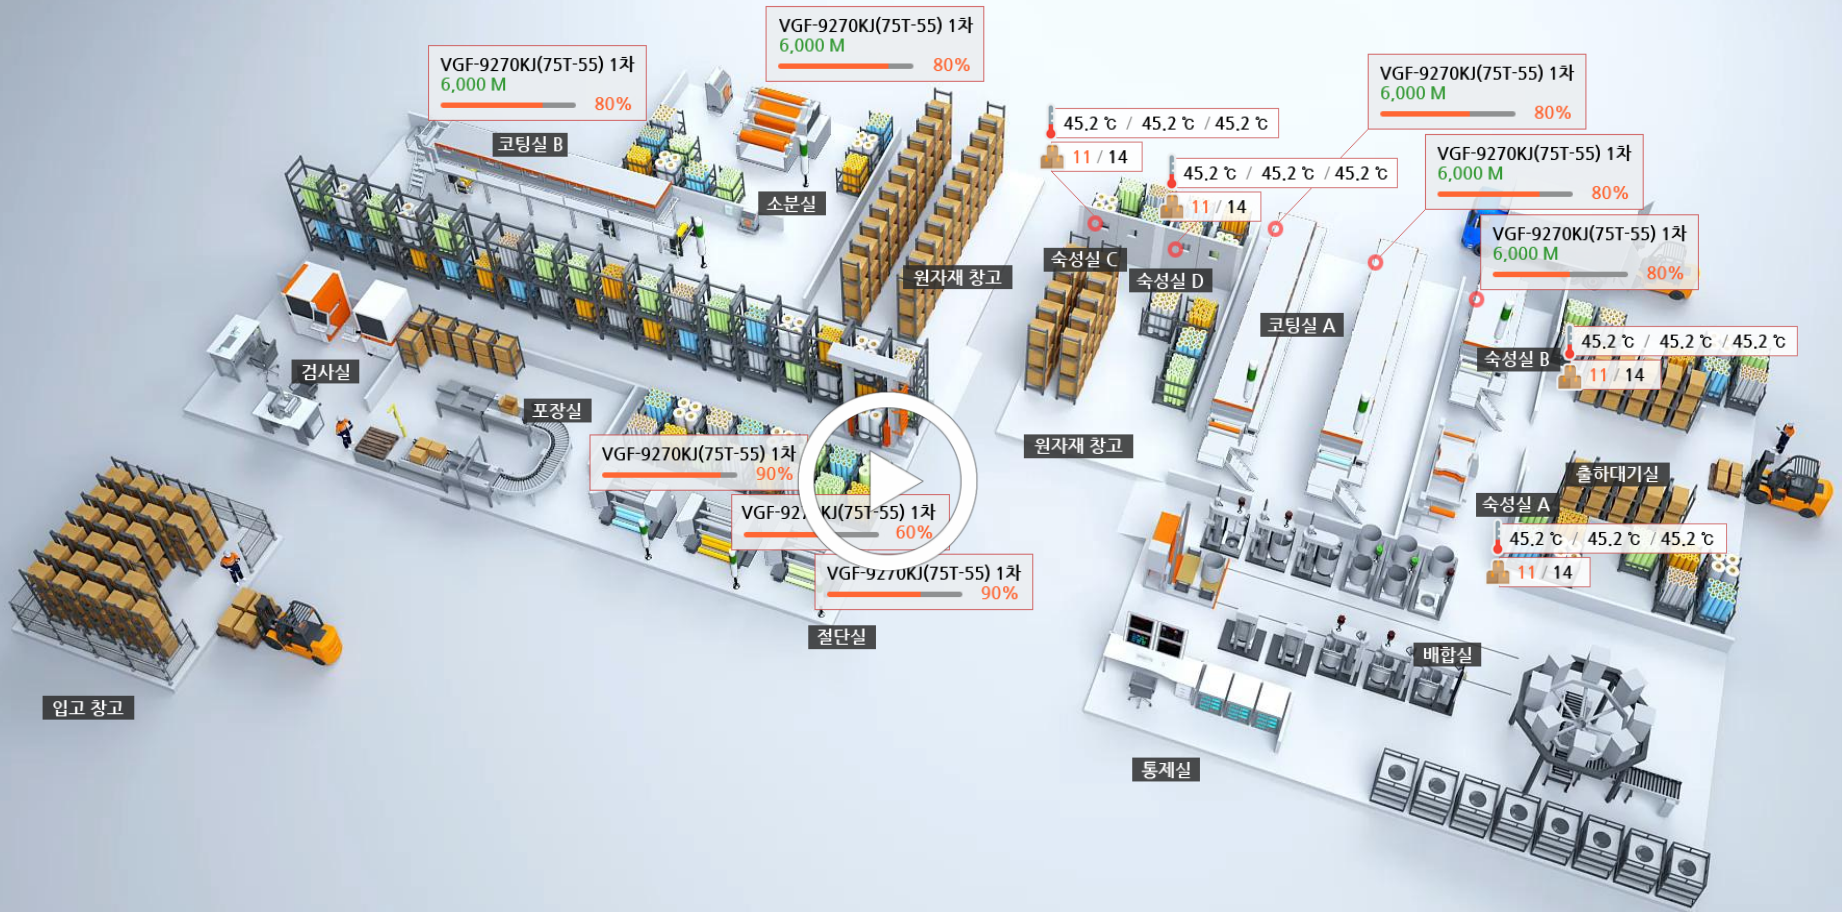 VGF-9270KJ(75T-55) 1차
6,000 M
80%
VGF-9270KJ(75T-55) 1차
6,000 M
80%
코팅실 B
소분실
원자재 창고
검사실
포장실
VGF-9270KJ(75T-55) 1차
90%
KJ(75T-55) 1차
60%
VGF-9270KJ(75T-55) 1차
90%
절단실
입고 창고
45.2 ℃ / 45.2 ℃ / 45.2 ℃
11 / 14
45.2 ℃ / 45.2 ℃ / 45.2 ℃
11 / 14
VGF-9270KJ(75T-55) 1차
6,000 M
80%
VGF-9270KJ(75T-55) 1차
6,000 M
80%
VGF-9270KJ(75T-55) 1차
6,000 M
80%
숙성실 C
숙성실 D
코팅실 A
숙성실 B
45.2 ℃ / 45.2 ℃ / 45.2 ℃
11 / 14
원자재 창고
출하대기실
숙성실 A
45.2 ℃ / 45.2 ℃ / 45.2 ℃
11 / 14
배합실
통제실